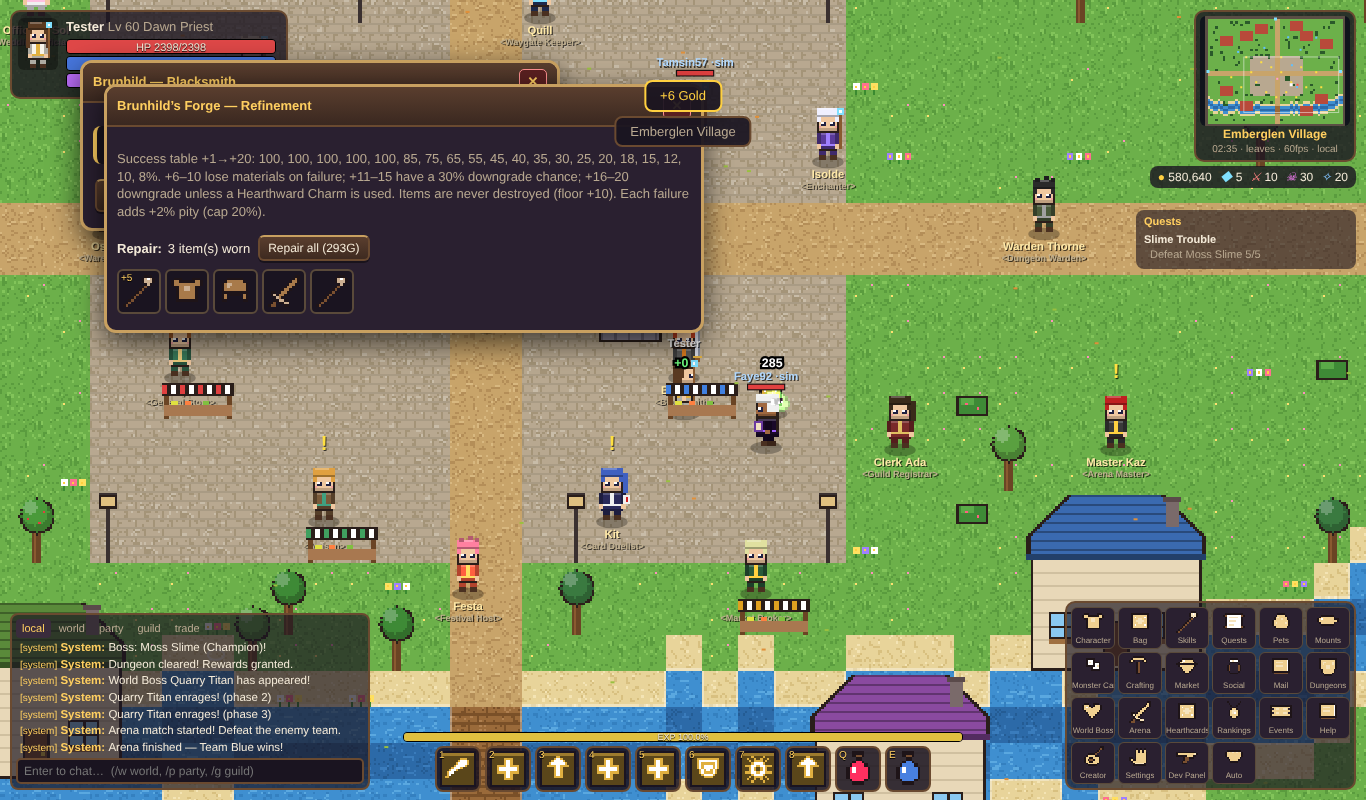 Tester Lv 60 Dawn Priest
HP 2398/2398
Quill
<Waygate Keeper>
Tamsin57 ·sim
Brunhild — Blacksmith
×
Brunhild's Forge — Refinement
+6 Gold
Emberglen Village
Success table +1→+20: 100, 100, 100, 100, 100, 85, 75, 65, 55, 45, 40, 35, 30, 25, 20, 18, 15, 12,
10, 8%. +6–10 lose materials on failure; +11–15 have a 30% downgrade chance; +16–20
downgrade unless a Hearthward Charm is used. Items are never destroyed (floor +10). Each failure
adds +2% pity (cap 20%).
Repair: 3 item(s) worn
Repair all (293G)
+5
Isolde
<Enchanter>
Emberglen Village
02:35 · leaves · 60fps · local
580,640
5
10
30
20
Warden Thorne
<Dungeon Warden>
Quests
Slime Trouble
Defeat Moss Slime 5/5
Tester
+0
285
Faye92 ·sim
!
Clerk Ada
<Guild Registrar>
Master Kaz
<Arena Master>
!
!
Kit
<Card Duelist>
Festa
<Festival Host>
local
world
party
guild
trade
[system] System: Boss: Moss Slime (Champion)!
[system] System: Dungeon cleared! Rewards granted.
[system] System: World Boss Quarry Titan has appeared!
[system] System: Quarry Titan enrages! (phase 2)
[system] System: Quarry Titan enrages! (phase 3)
[system] System: Arena match started! Defeat the enemy team.
[system] System: Arena finished — Team Blue wins!
Enter to chat… (/w world, /p party, /g guild)
EXP 100.0%
1
2
3
4
5
6
7
8
Q
E
Character
Bag
Skills
Quests
Pets
Mounts
Monster Ca
Crafting
Market
Social
Mail
Dungeons
World Boss
Arena
Hearthcards
Rankings
Events
Help
Creator
Settings
Dev Panel
Auto